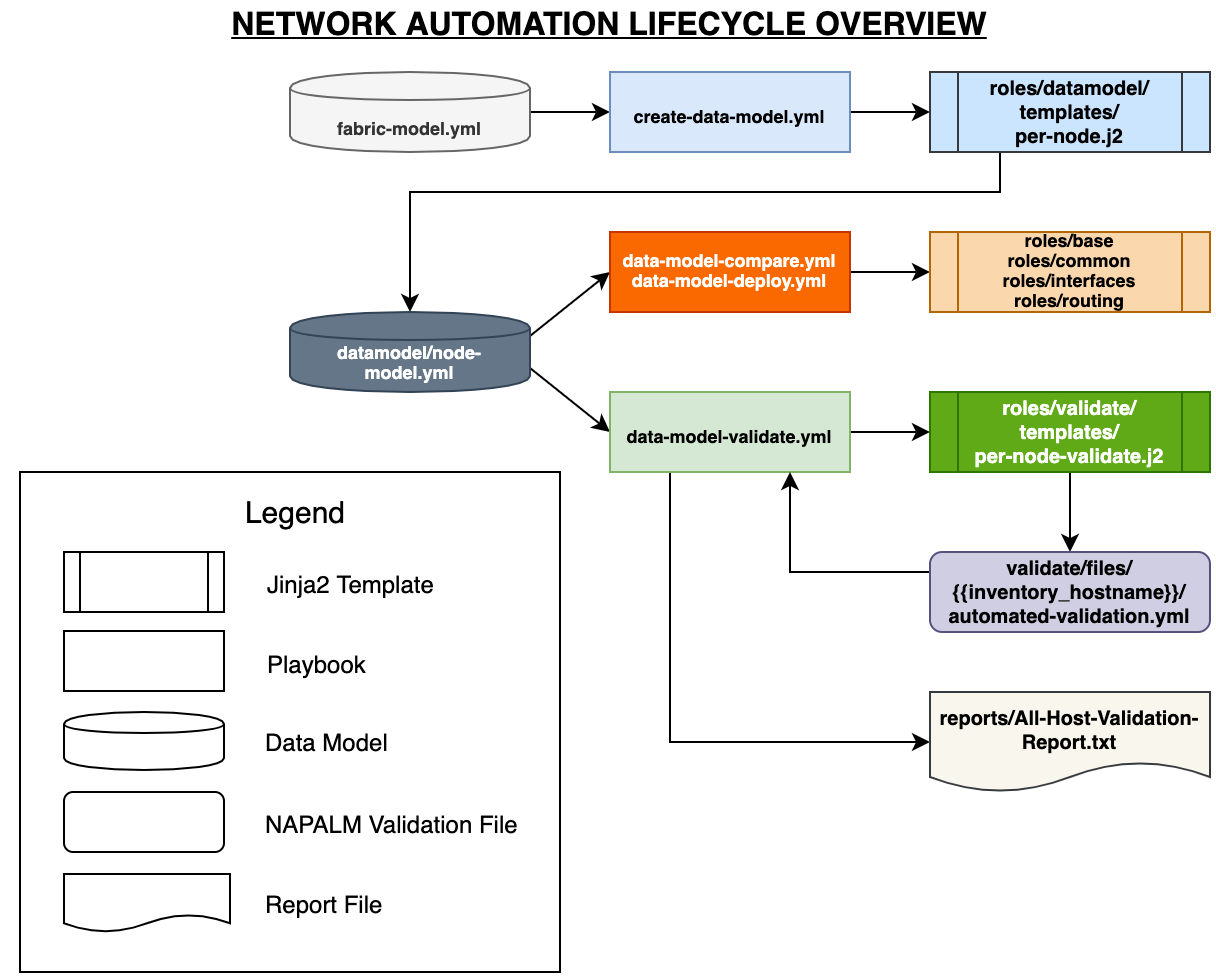 NETWORK AUTOMATION LIFECYCLE OVERVIEW
fabric-model.yml
create-data-model.yml
roles/datamodel/
templates/
per-node.j2
data-model-compare.yml
data-model-deploy.yml
roles/base
roles/common
roles/interfaces
roles/routing
datamodel/node-
model.yml
data-model-validate.yml
roles/validate/
templates/
per-node-validate.j2
validate/files/
{{inventory_hostname}}/
automated-validation.yml
reports/All-Host-Validation-
Report.txt
Legend
Jinja2 Template
Playbook
Data Model
NAPALM Validation File
Report File